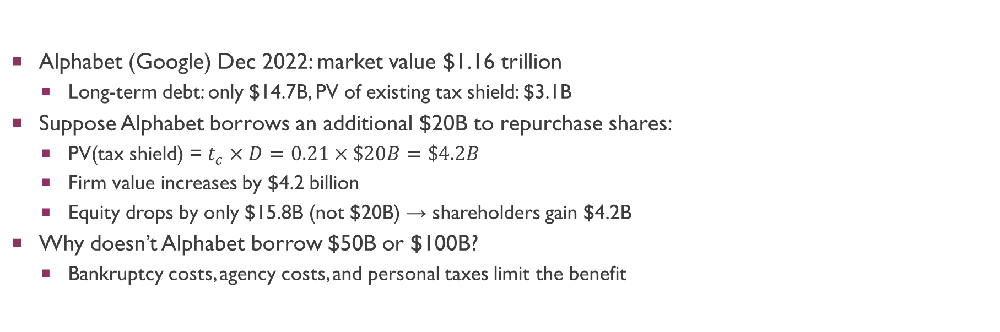 Alphabet (Google) Dec 2022: market value $1.16 trillion
Long-term debt: only $14.7B, PV of existing tax shield: $3.1B
Suppose Alphabet borrows an additional $20B to repurchase shares:
PV(tax shield) = t_c × D = 0.21 × $20B = $4.2B
Firm value increases by $4.2 billion
Equity drops by only $15.8B (not $20B) → shareholders gain $4.2B
Why doesn’t Alphabet borrow $50B or $100B?
Bankruptcy costs, agency costs, and personal taxes limit the benefit